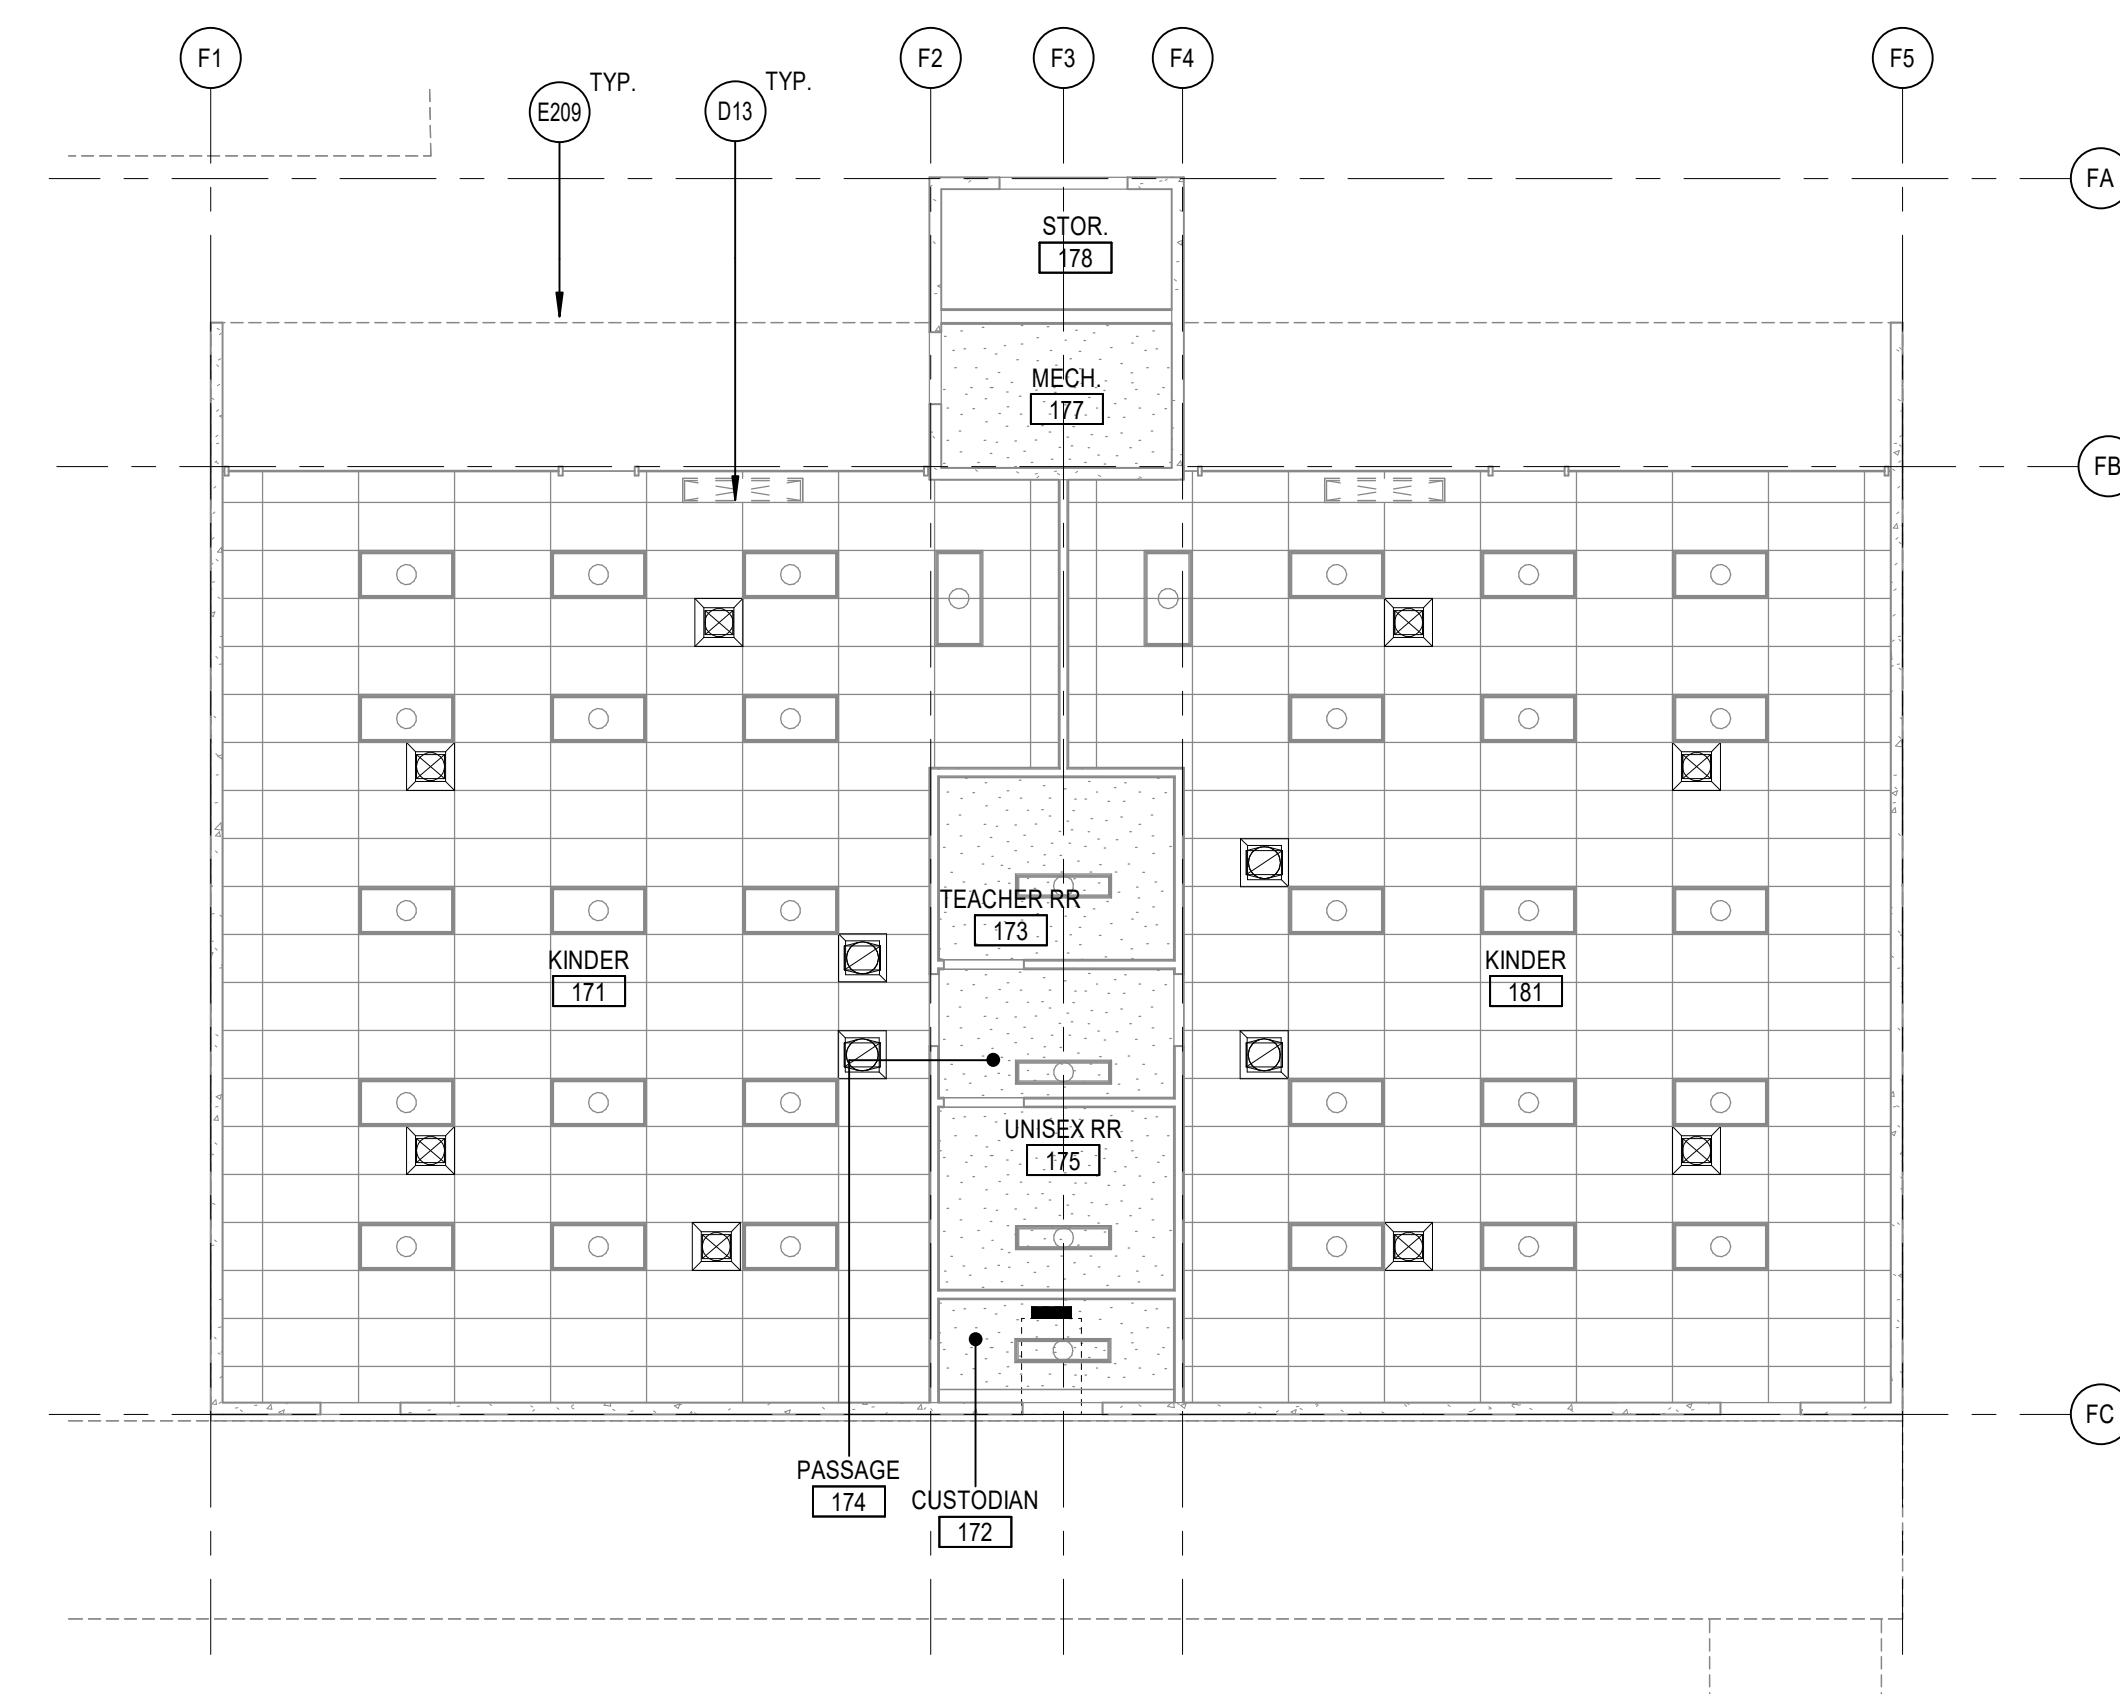 F1
F2
F3
F4
F5
TYP.
TYP.
E209
D13
FA
STOR.
178
MECH.
177
FB
TEACHER RR
173
KINDER
171
KINDER
181
UNISEX RR
175
FC
PASSAGE
174
CUSTODIAN
172